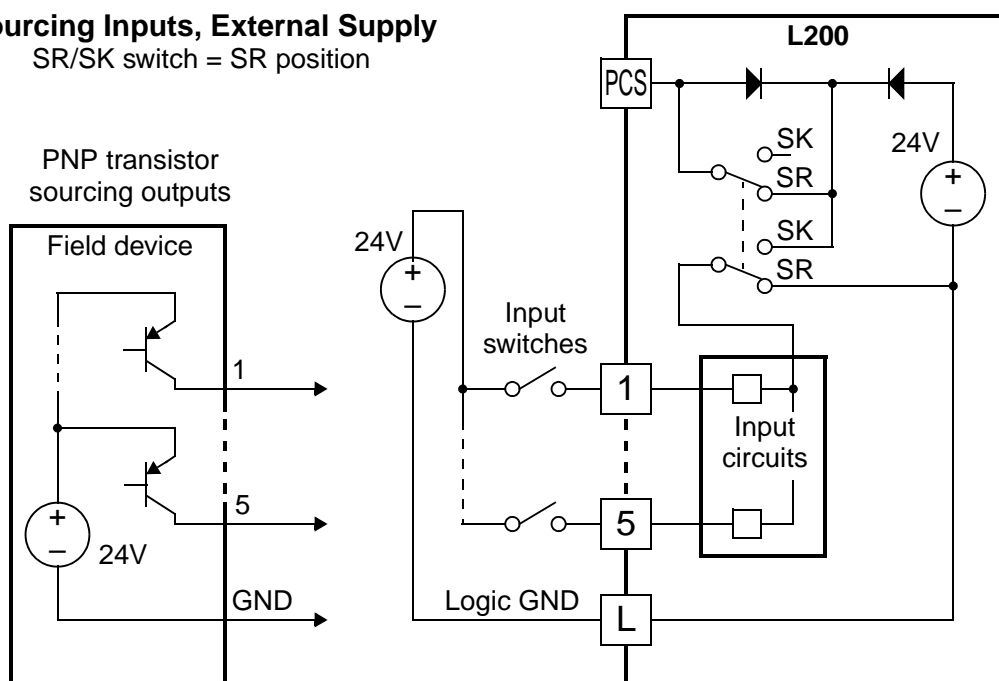 ourcing Inputs, External Supply
SR/SK switch = SR position
L200
PCS
SK
SR
SK
SR
24V
+
–
PNP transistor
sourcing outputs
Field device
1
5
+
–
24V
GND
24V
+
–
Input
switches
1
5
Input
circuits
Logic GND
L